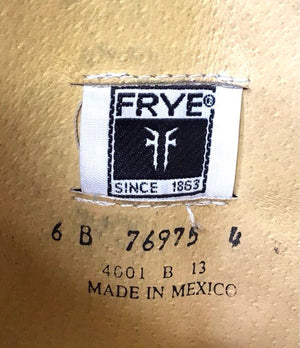 FRYE®
SINCE 1863
6 B 76975 4
4001 B 13
MADE IN MEXICO